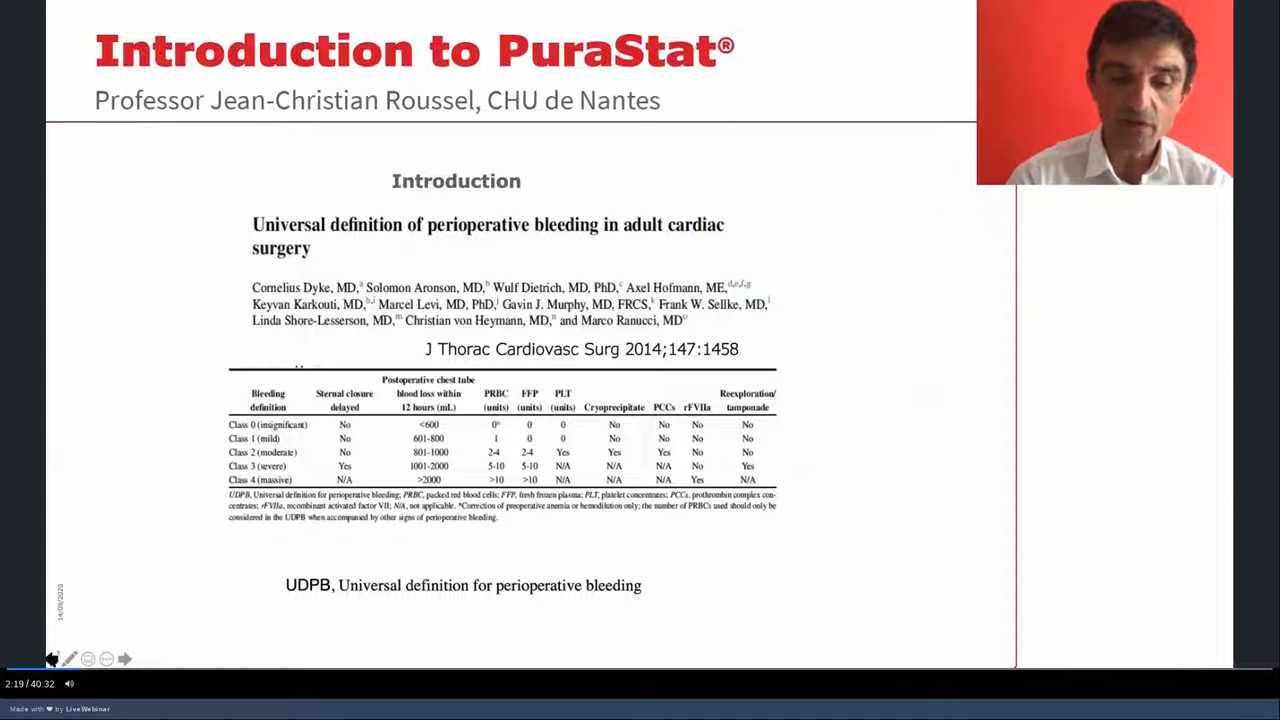 Introduction to PuraStat®
Professor Jean-Christian Roussel, CHU de Nantes
Introduction
Universal definition of perioperative bleeding in adult cardiac
surgery
Cornelius Dyke, MD,a Solomon Aronson, MD,b Wulf Dietrich, MD, PhD,c Axel Hofmann, ME,d,e,f,g
Keyvan Karkouti, MD,h,i Marcel Levi, MD, PhD,j Gavin J. Murphy, MD, FRCS,k Frank W. Sellke, MD,l
Linda Shore-Lesserson, MD,m Christian von Heymann, MD,n and Marco Ranucci, MDo
J Thorac Cardiovasc Surg 2014;147:1458
Postoperative chest tube
Bleeding Sternal closure blood loss within PRBC FFP PLT Reexploration/
definition delayed 12 hours (mL) (units) (units) (units) Cryoprecipitate PCCs rFVIIa tamponade
Class 0 (insignificant) No <600 0* 0 0 No No No No
Class 1 (mild) No 601-800 1 0 0 No No No No
Class 2 (moderate) No 801-1000 2-4 2-4 Yes Yes Yes No No
Class 3 (severe) Yes 1001-2000 5-10 5-10 N/A N/A N/A No Yes
Class 4 (massive) N/A >2000 >10 >10 N/A N/A N/A Yes N/A
UDPB, Universal definition for perioperative bleeding; PRBC, packed red blood cells; FFP, fresh frozen plasma; PLT, platelet concentrates; PCCs, prothrombin complex con-
centrates; rFVIIa, recombinant activated factor VII; N/A, not applicable. *Correction of preoperative anemia or hemodilution only; the number of PRBCs used should only be
considered in the UDPB when accompanied by other signs of perioperative bleeding.
UDPB, Universal definition for perioperative bleeding
14/09/2020
2:19 / 40:32
Made with ❤ by LiveWebinar